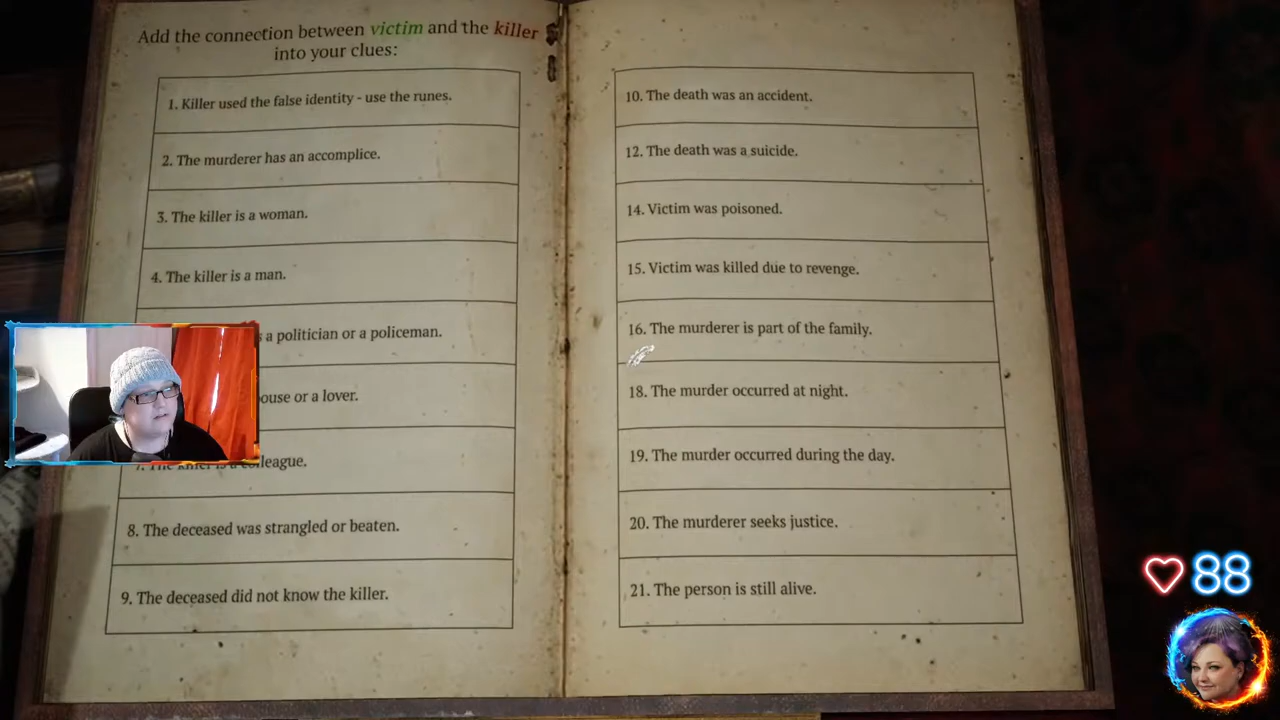 Add the connection between victim and the killer
into your clues:
1. Killer used the false identity - use the runes.
2. The murderer has an accomplice.
3. The killer is a woman.
4. The killer is a man.
a politician or a policeman.
or a lover.
7. The killer is a colleague.
8. The deceased was strangled or beaten.
9. The deceased did not know the killer.
10. The death was an accident.
12. The death was a suicide.
14. Victim was poisoned.
15. Victim was killed due to revenge.
16. The murderer is part of the family.
18. The murder occurred at night.
19. The murder occurred during the day.
20. The murderer seeks justice.
21. The person is still alive.
88